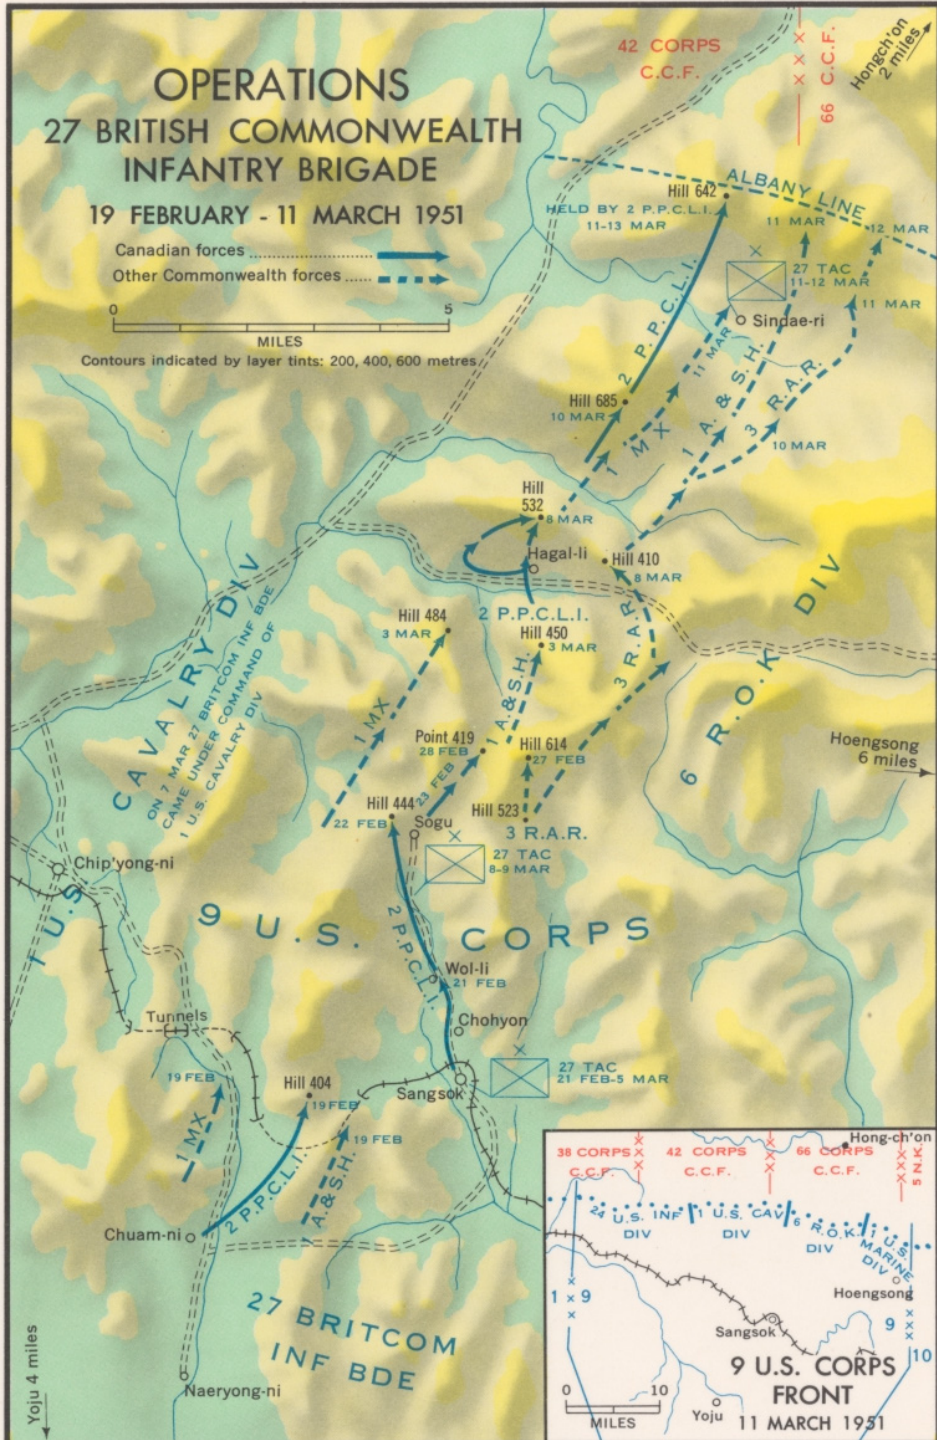 OPERATIONS
27 BRITISH COMMONWEALTH
INFANTRY BRIGADE
19 FEBRUARY - 11 MARCH 1951
Canadian forces
Other Commonwealth forces
0 5
MILES
Contours indicated by layer tints: 200, 400, 600 metres
42 CORPS
C.C.F.
66 C.C.F.
Hongch'on
2 miles
ALBANY LINE
Hill 642
HELD BY 2 P.P.C.L.I.
11-13 MAR
11 MAR
12 MAR
27 TAC
11-12 MAR
11 MAR
Sindae-ri
2 P.P.C.L.I.
11 MAR
1 MX
1 A. & S.H.
3 R.A.R.
Hill 685
10 MAR
10 MAR
Hill
532
8 MAR
Hagal-li
Hill 410
8 MAR
2 P.P.C.L.I.
Hill 484
3 MAR
Hill 450
3 MAR
3 R.A.R.
1 MX
1 A.&S.H.
Point 419
28 FEB
23 FEB
Hill 614
27 FEB
Hill 523
3 R.A.R.
Hill 444
22 FEB
Sogu
27 TAC
8-9 MAR
6 R.O.K. DIV
Hoengsong
6 miles
1 U.S. CAVALRY DIV
ON 7 MAR 27 BRITCOM INF BDE
CAME UNDER COMMAND OF
1 U.S. CAVALRY DIV
Chip'yong-ni
9 U.S. CORPS
2 P.P.C.L.I.
Wol-li
21 FEB
Chohyon
27 TAC
21 FEB-5 MAR
Sangsok
Tunnels
19 FEB
1 MX
Hill 404
19 FEB
2 P.P.C.L.I.
19 FEB
1 A.&S.H.
Chuam-ni
27 BRITCOM
INF BDE
Naeryong-ni
Yoju 4 miles
Hong-ch'on
38 CORPS
C.C.F.
42 CORPS
C.C.F.
66 CORPS
C.C.F.
5 N.K.
24 U.S. INF
DIV
1 U.S. CAV
DIV
6 R.O.K.
DIV
1 U.S.
MARINE
DIV
Hoengsong
1 9
9
10
Sangsok
0 10
MILES
Yoju
9 U.S. CORPS
FRONT
11 MARCH 1951